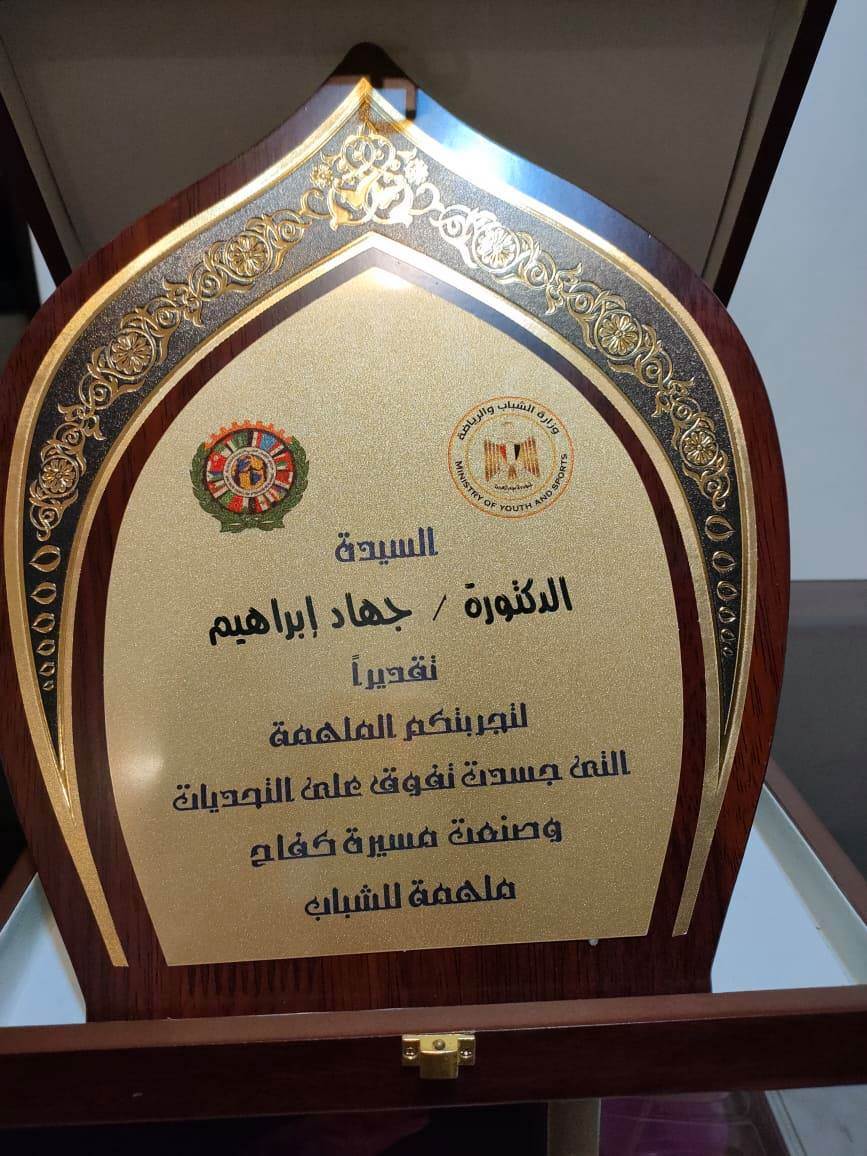 وزارة الشباب والرياضة
MINISTRY OF YOUTH AND SPORTS
السيدة
الدكتورة / جهاد إبراهيم
تقديراً
لتجربتكم الملهمة
التى جسدت تفوق على التحديات
وصنعت مسيرة كفاح
ملهمة للشباب